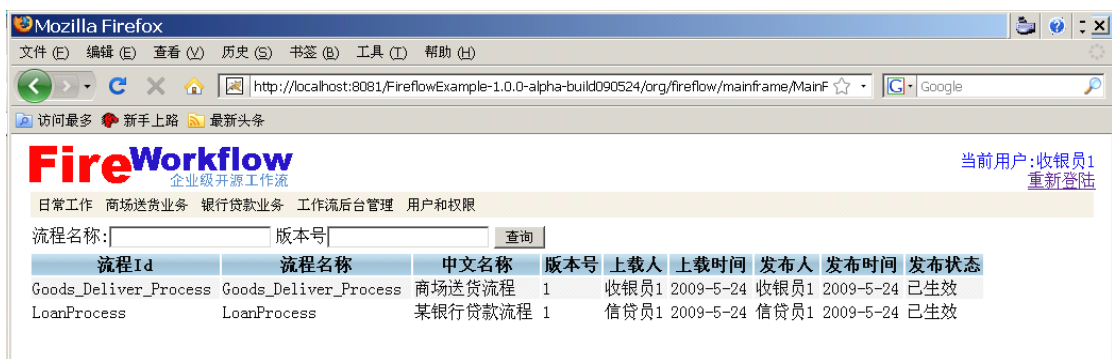 Mozilla Firefox
文件 (F) 编辑 (E) 查看 (V) 历史 (S) 书签 (B) 工具 (T) 帮助 (H)
http://localhost:8081/FireflowExample-1.0.0-alpha-build090524/org/fireflow/mainframe/MainF
G Google
访问最多 新手上路 最新头条
FireWorkflow
企业级开源工作流
当前用户:收银员1
重新登陆
日常工作 商场送货业务 银行贷款业务 工作流后台管理 用户和权限
流程名称: 版本号 查询
流程Id 流程名称 中文名称 版本号 上载人 上载时间 发布人 发布时间 发布状态
Goods_Deliver_Process Goods_Deliver_Process 商场送货流程 1 收银员1 2009-5-24 收银员1 2009-5-24 已生效
LoanProcess LoanProcess 某银行贷款流程 1 信贷员1 2009-5-24 信贷员1 2009-5-24 已生效